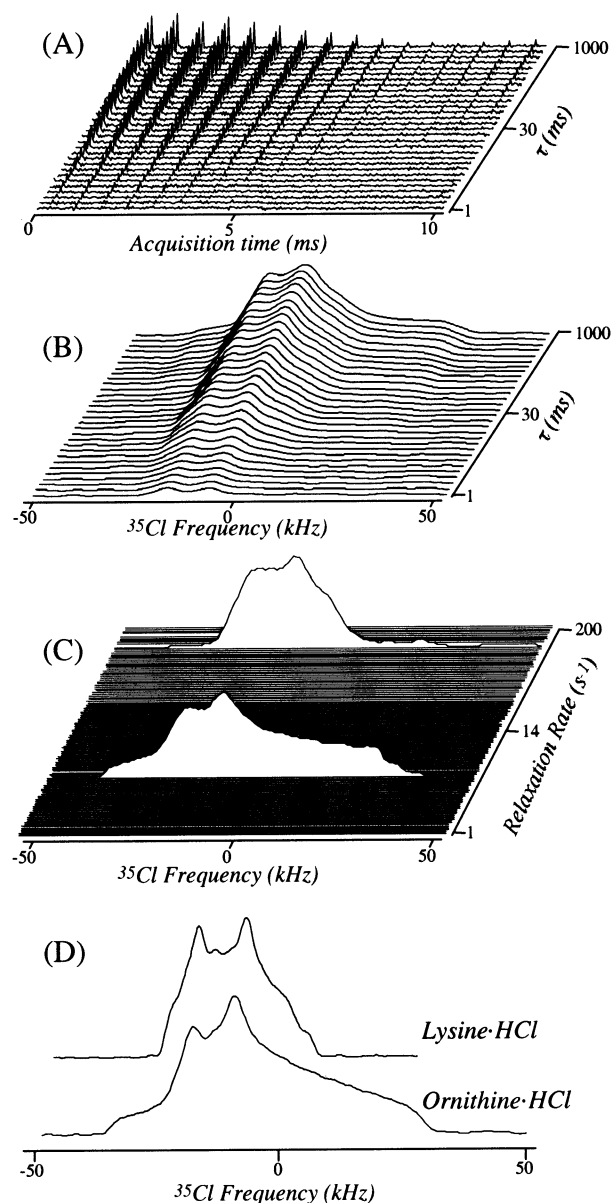 (A)
1000
30
τ (ms)
1
0
5
10
Acquisition time (ms)
(B)
1000
30
τ (ms)
1
-50
0
50
³⁵Cl Frequency (kHz)
(C)
200
14
Relaxation Rate (s⁻¹)
1
-50
0
50
³⁵Cl Frequency (kHz)
(D)
Lysine·HCl
Ornithine·HCl
-50
0
50
³⁵Cl Frequency (kHz)